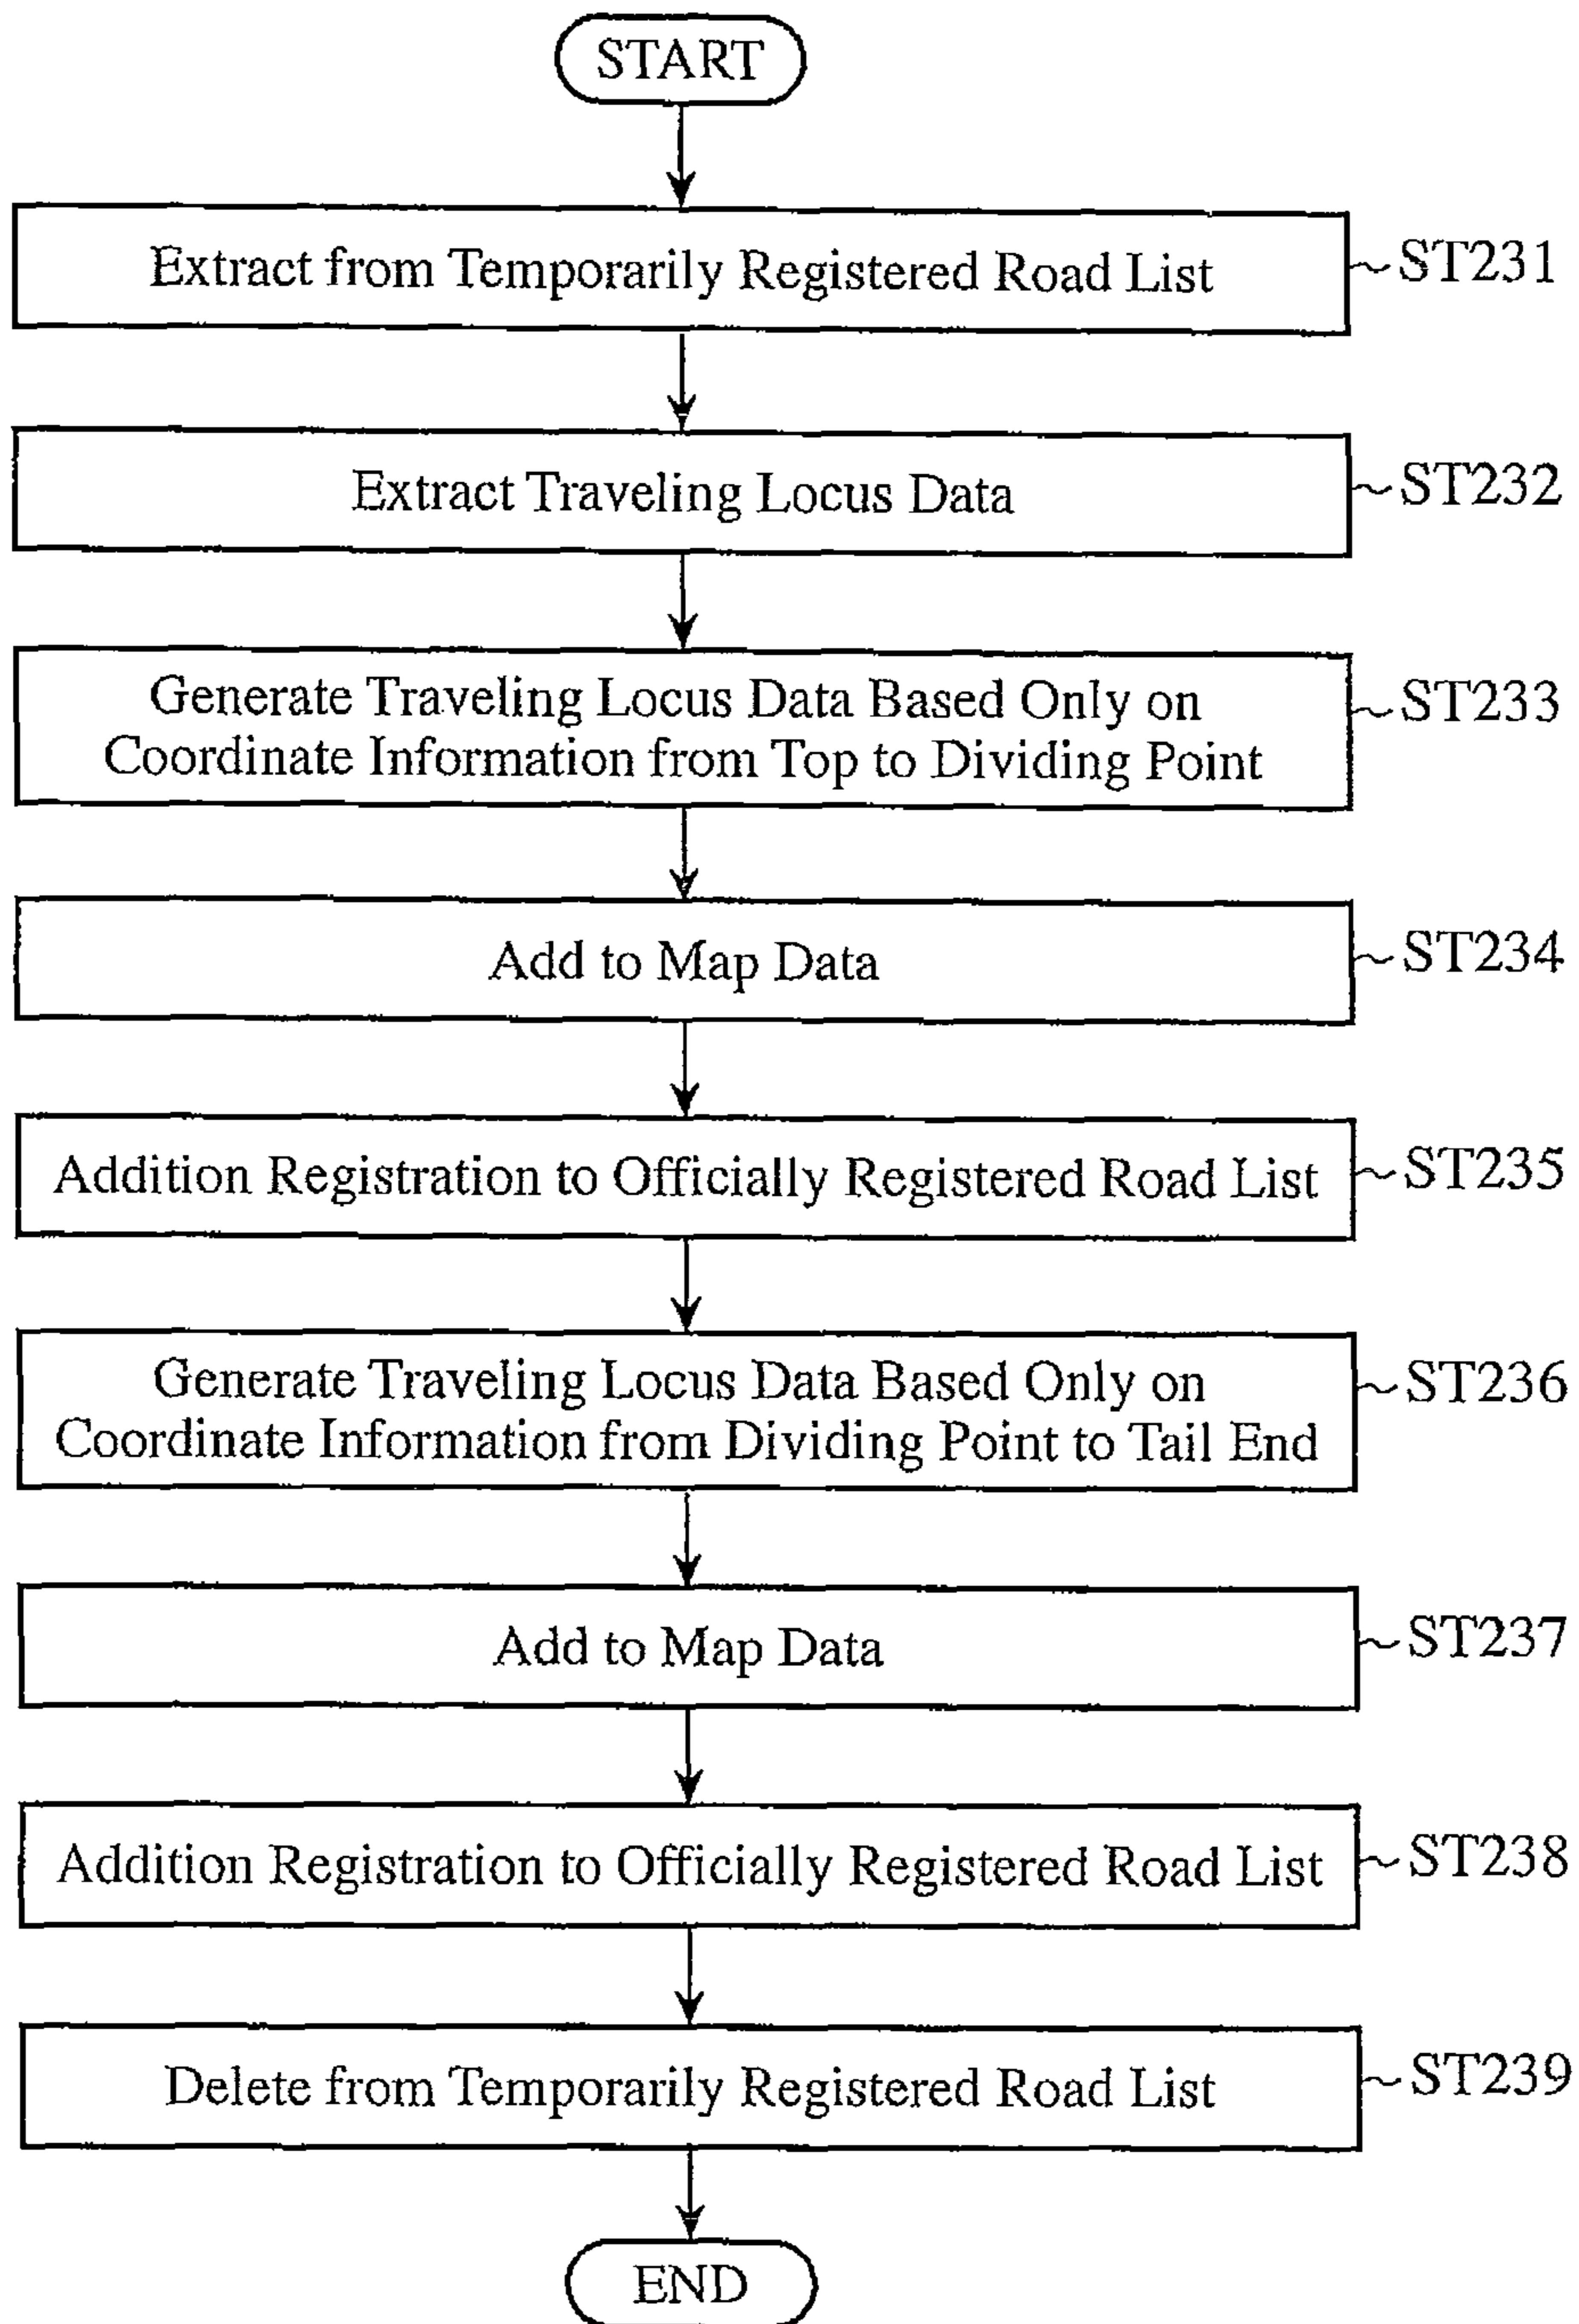 START
Extract from Temporarily Registered Road List
ST231
Extract Traveling Locus Data
ST232
Generate Traveling Locus Data Based Only on
Coordinate Information from Top to Dividing Point
ST233
Add to Map Data
ST234
Addition Registration to Officially Registered Road List
ST235
Generate Traveling Locus Data Based Only on
Coordinate Information from Dividing Point to Tail End
ST236
Add to Map Data
ST237
Addition Registration to Officially Registered Road List
ST238
Delete from Temporarily Registered Road List
ST239
END